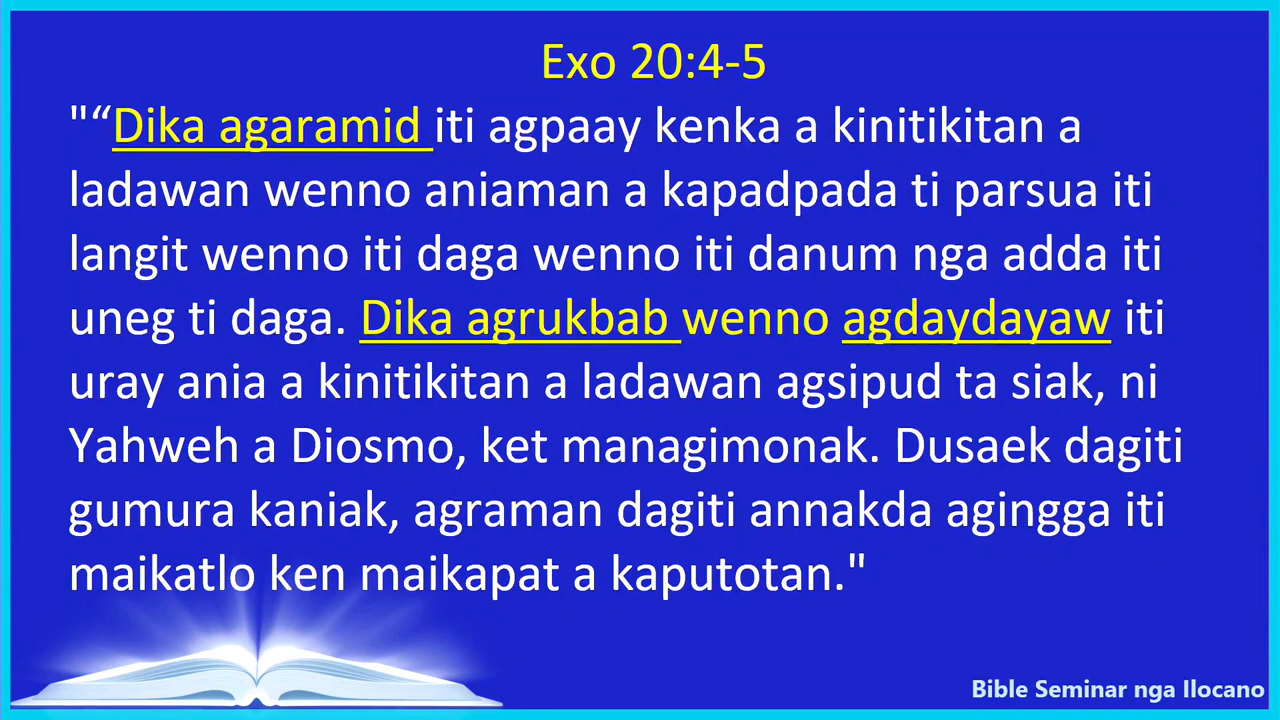 Exo 20:4-5
"“Dika agaramid iti agpaay kenka a kinitikitan a
ladawan wenno aniaman a kapadpada ti parsua iti
langit wenno iti daga wenno iti danum nga adda iti
uneg ti daga. Dika agrukbab wenno agdaydayaw iti
uray ania a kinitikitan a ladawan agsipud ta siak, ni
Yahweh a Diosmo, ket managimonak. Dusaek dagiti
gumura kaniak, agraman dagiti annakda agingga iti
maikatlo ken maikapat a kaputotan."
Bible Seminar nga Ilocano